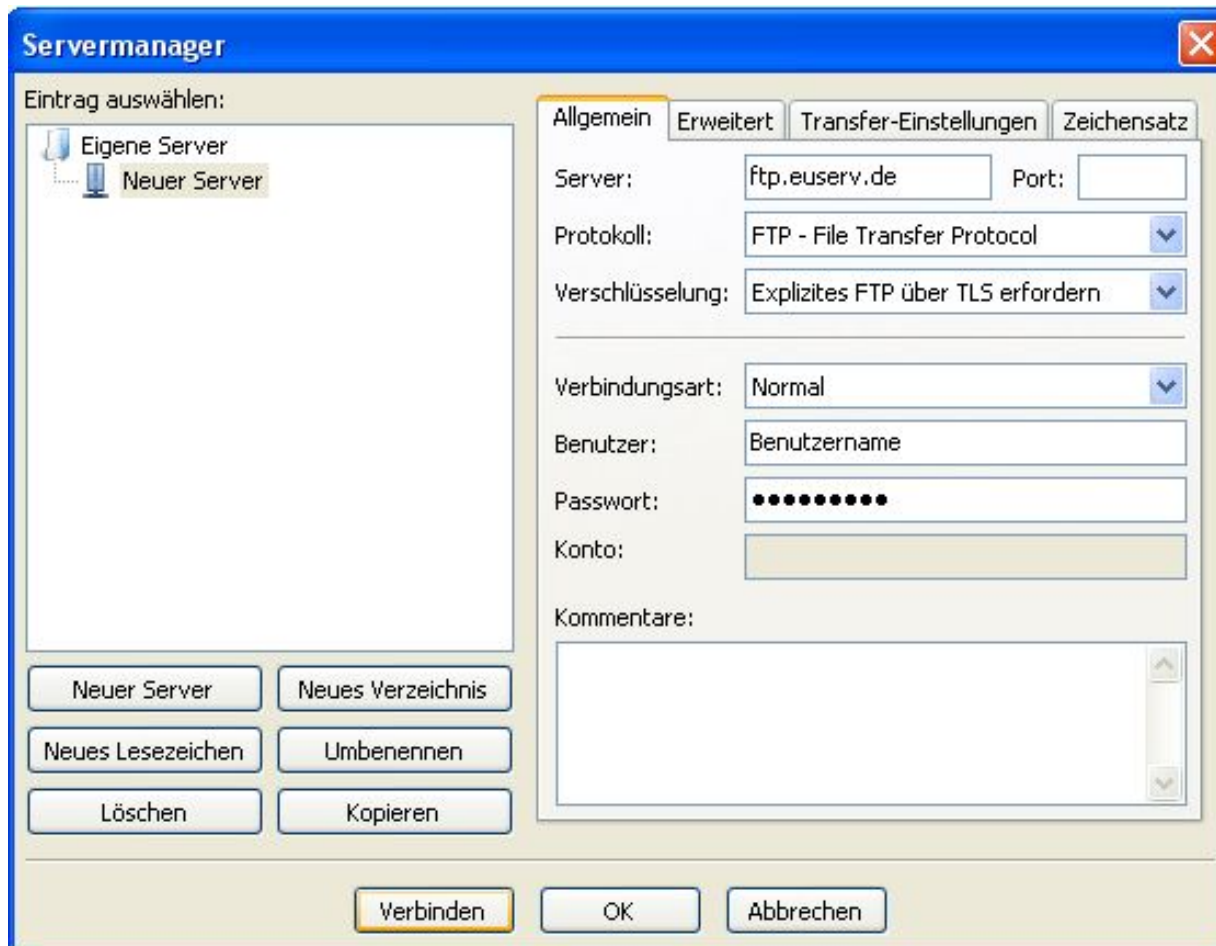 Servermanager
Eintrag auswählen:
Eigene Server
Neuer Server
Neuer Server
Neues Verzeichnis
Neues Lesezeichen
Umbenennen
Löschen
Kopieren
Allgemein
Erweitert
Transfer-Einstellungen
Zeichensatz
Server:
ftp.euserv.de
Port:
Protokoll:
FTP - File Transfer Protocol
Verschlüsselung:
Explizites FTP über TLS erfordern
Verbindungsart:
Normal
Benutzer:
Benutzername
Passwort:
●●●●●●●●●
Konto:
Kommentare:
Verbinden
OK
Abbrechen